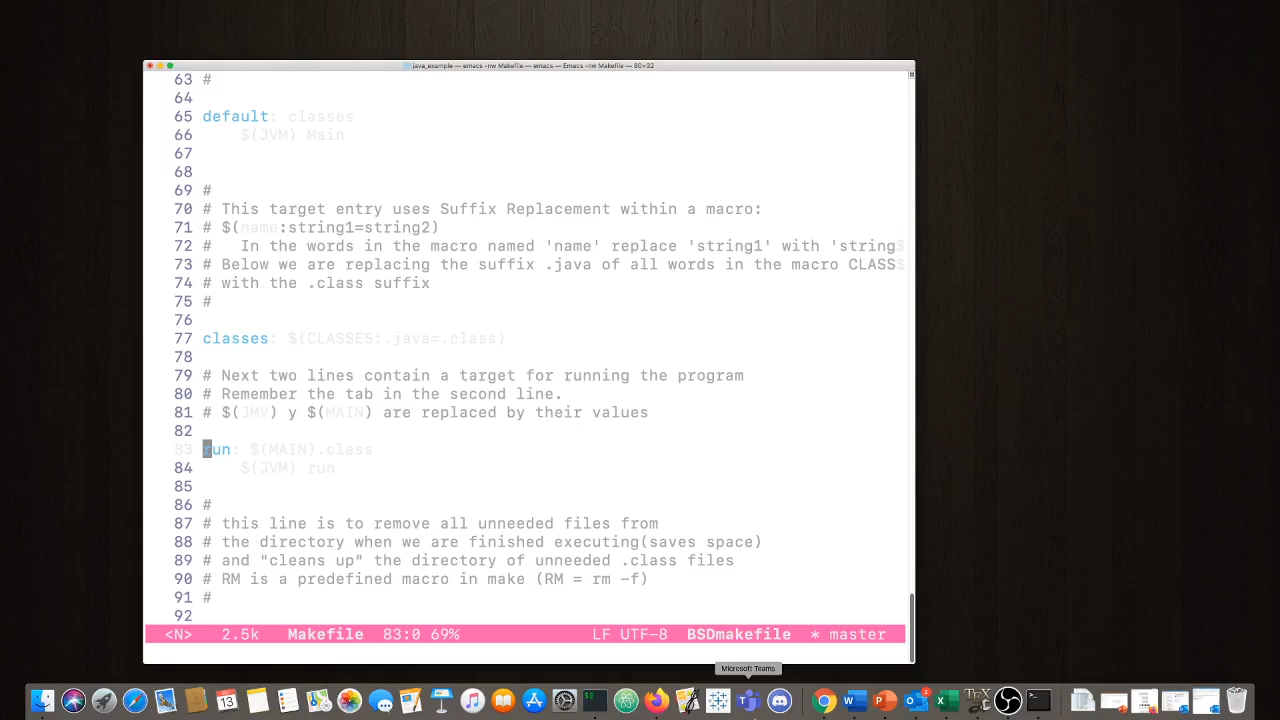 java_example — emacs -nw Makefile — emacs — Emacs -nw Makefile — 80×32
63 #
64
65 default: classes
66 $(JVM) Main
67
68
69 #
70 # This target entry uses Suffix Replacement within a macro:
71 # $(name:string1=string2)
72 # In the words in the macro named 'name' replace 'string1' with 'string$
73 # Below we are replacing the suffix .java of all words in the macro CLASS$
74 # with the .class suffix
75 #
76
77 classes: $(CLASSES:.java=.class)
78
79 # Next two lines contain a target for running the program
80 # Remember the tab in the second line.
81 # $(JMV) y $(MAIN) are replaced by their values
82
83 run: $(MAIN).class
84 $(JVM) run
85
86 #
87 # this line is to remove all unneeded files from
88 # the directory when we are finished executing(saves space)
89 # and "cleans up" the directory of unneeded .class files
90 # RM is a predefined macro in make (RM = rm -f)
91 #
92
<N> 2.5k Makefile 83:0 69% LF UTF-8 BSDmakefile * master
Microsoft Teams
13
2